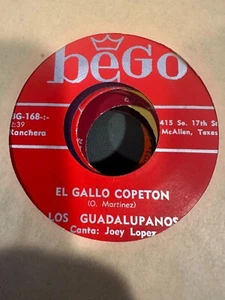 bego
BG-168-:-
2:39
Ranchera
415 So. 17th St
McAllen, Texas
EL GALLO COPETON
(O. Martinez)
LOS GUADALUPANOS
Canta: Joey Lopez